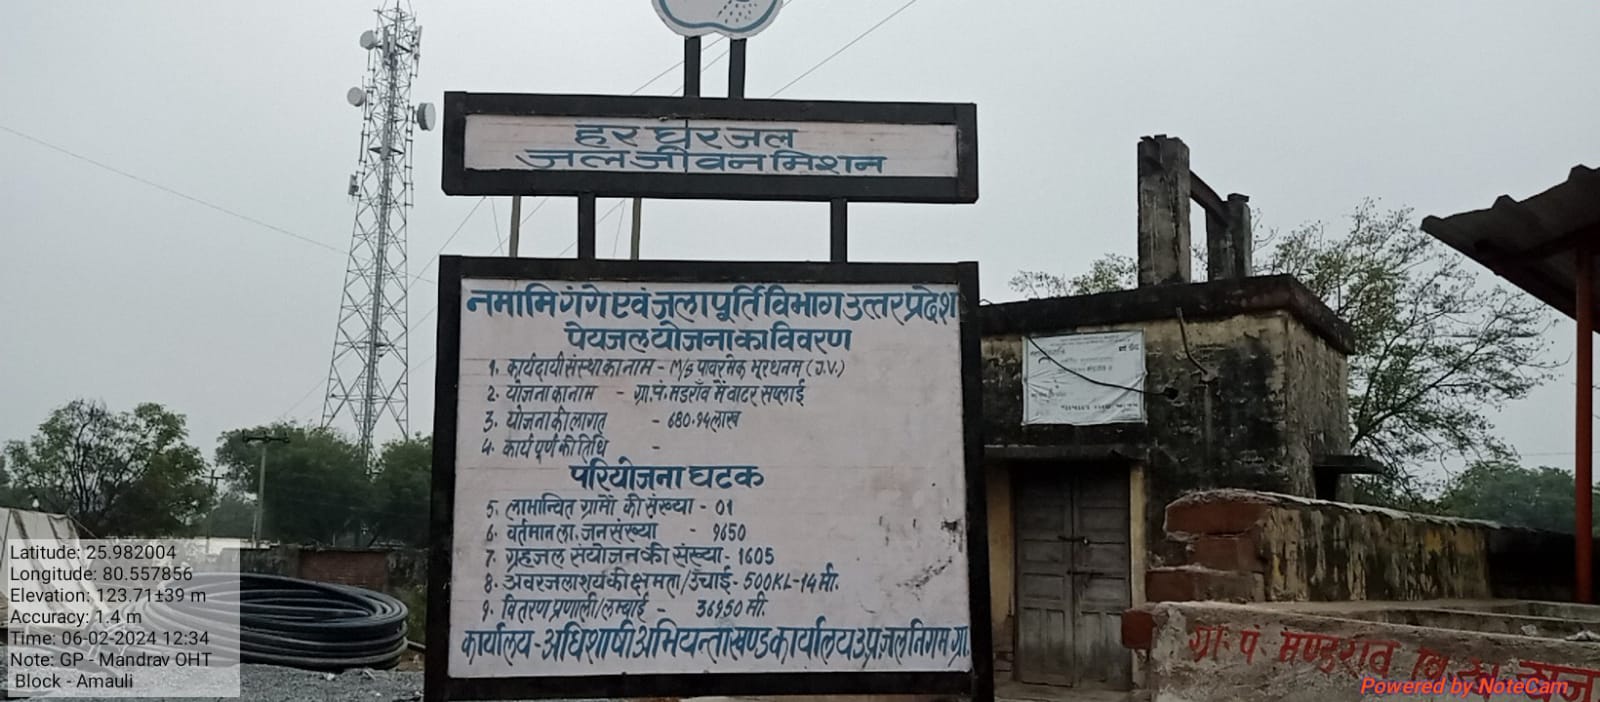 हर घर जल
जल जीवन मिशन
नमामि गंगे एवं जलापूर्ति विभाग उत्तर प्रदेश
पेयजल योजना का विवरण
1. कार्यदायी संस्था का नाम - M/s पावरमेक भूरथनम (J.V.)
2. योजना का नाम - ग्रा.पं. मडराँव में वाटर सप्लाई
3. योजना की लागत - 680.94 लाख
4. कार्य पूर्ण की तिथि -
परियोजना घटक
5. लाभान्वित ग्रामों की संख्या - 01
6. वर्तमान ला. जनसंख्या - 9650
7. ग्रहजल संयोजन की संख्या - 1605
8. अवरजलाशय की क्षमता/उंचाई - 500KL - 14 मी.
9. वितरण प्रणाली/लम्बाई - 36950 मी.
कार्यालय - अधिशाषी अभियन्ता खण्ड कार्यालय उ.प्र. जल निगम ग्रा.
ग्रा. पं. मण्डराव वि. ख.
Latitude: 25.982004
Longitude: 80.557856
Elevation: 123.71±39 m
Accuracy: 1.4 m
Time: 06-02-2024 12:34
Note: GP - Mandrav OHT
Block - Amauli
Powered by NoteCam